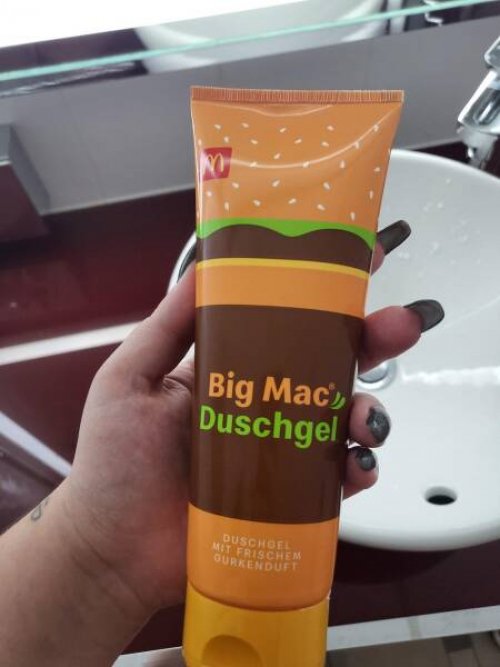 Big Mac®
Duschgel
DUSCHGEL
MIT FRISCHEM
GURKENDUFT